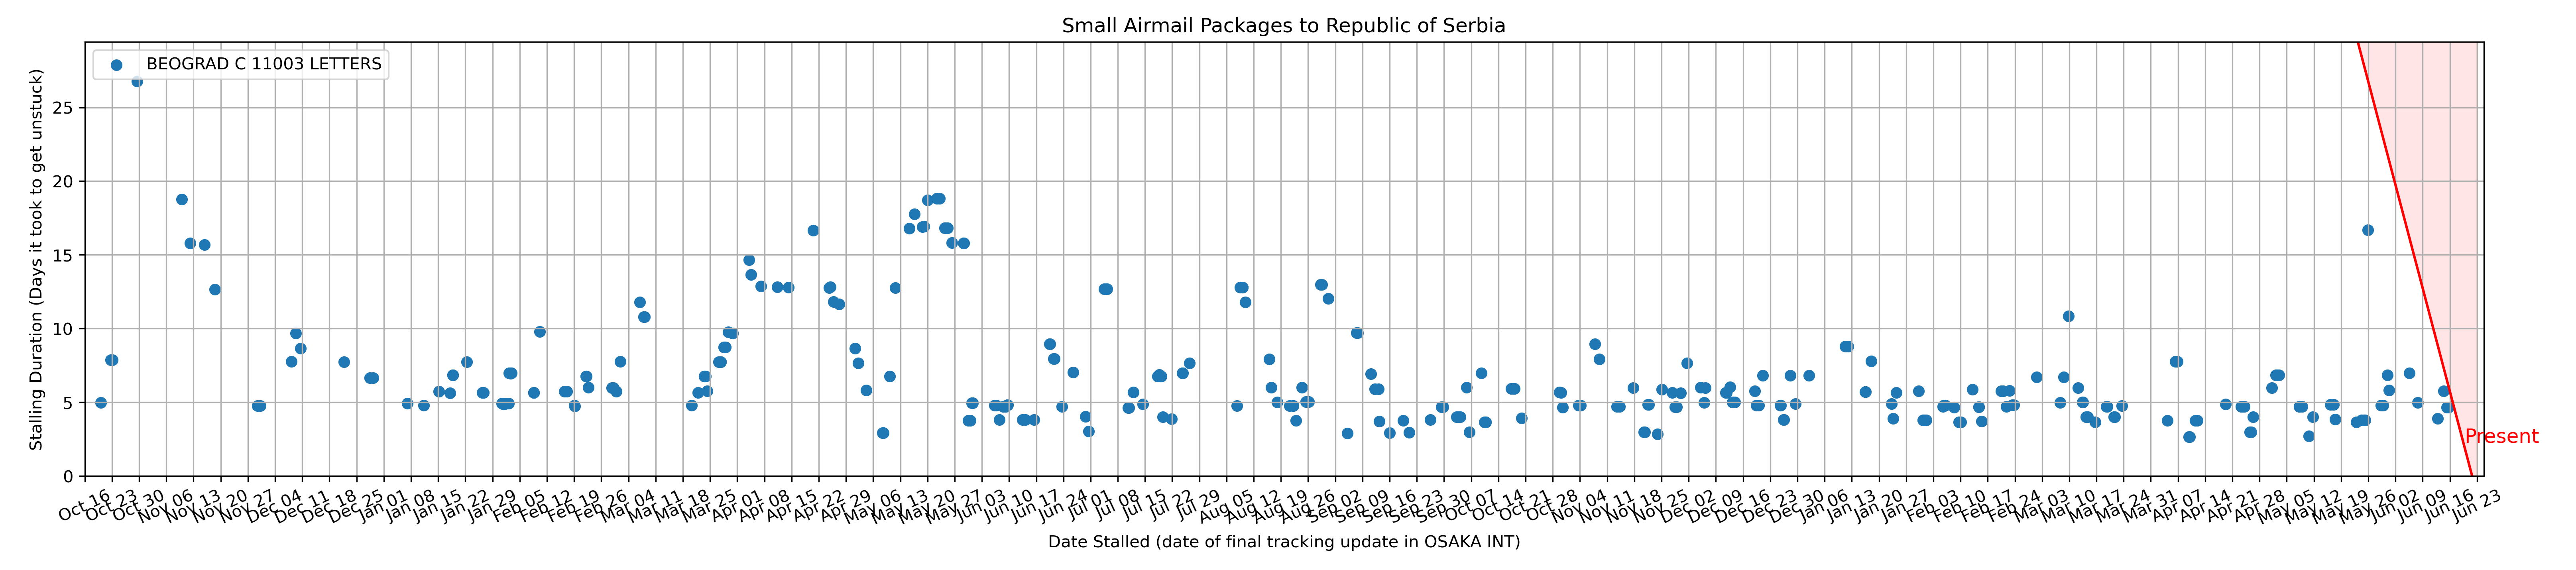 Small Airmail Packages to Republic of Serbia
BEOGRAD C 11003 LETTERS
Stalling Duration (Days it took to get unstuck)
25
20
15
10
5
0
Present
Oct 16
Oct 23
Oct 30
Nov 06
Nov 13
Nov 20
Nov 27
Dec 04
Dec 11
Dec 18
Dec 25
Jan 01
Jan 08
Jan 15
Jan 22
Jan 29
Feb 05
Feb 12
Feb 19
Feb 26
Mar 04
Mar 11
Mar 18
Mar 25
Apr 01
Apr 08
Apr 15
Apr 22
Apr 29
May 06
May 13
May 20
May 27
Jun 03
Jun 10
Jun 17
Jun 24
Jul 01
Jul 08
Jul 15
Jul 22
Jul 29
Aug 05
Aug 12
Aug 19
Aug 26
Sep 02
Sep 09
Sep 16
Sep 23
Sep 30
Oct 07
Oct 14
Oct 21
Oct 28
Nov 04
Nov 11
Nov 18
Nov 25
Dec 02
Dec 09
Dec 16
Dec 23
Dec 30
Jan 06
Jan 13
Jan 20
Jan 27
Feb 03
Feb 10
Feb 17
Feb 24
Mar 03
Mar 10
Mar 17
Mar 24
Mar 31
Apr 07
Apr 14
Apr 21
Apr 28
May 05
May 12
May 19
May 26
Jun 02
Jun 09
Jun 16
Jun 23
Date Stalled (date of final tracking update in OSAKA INT)